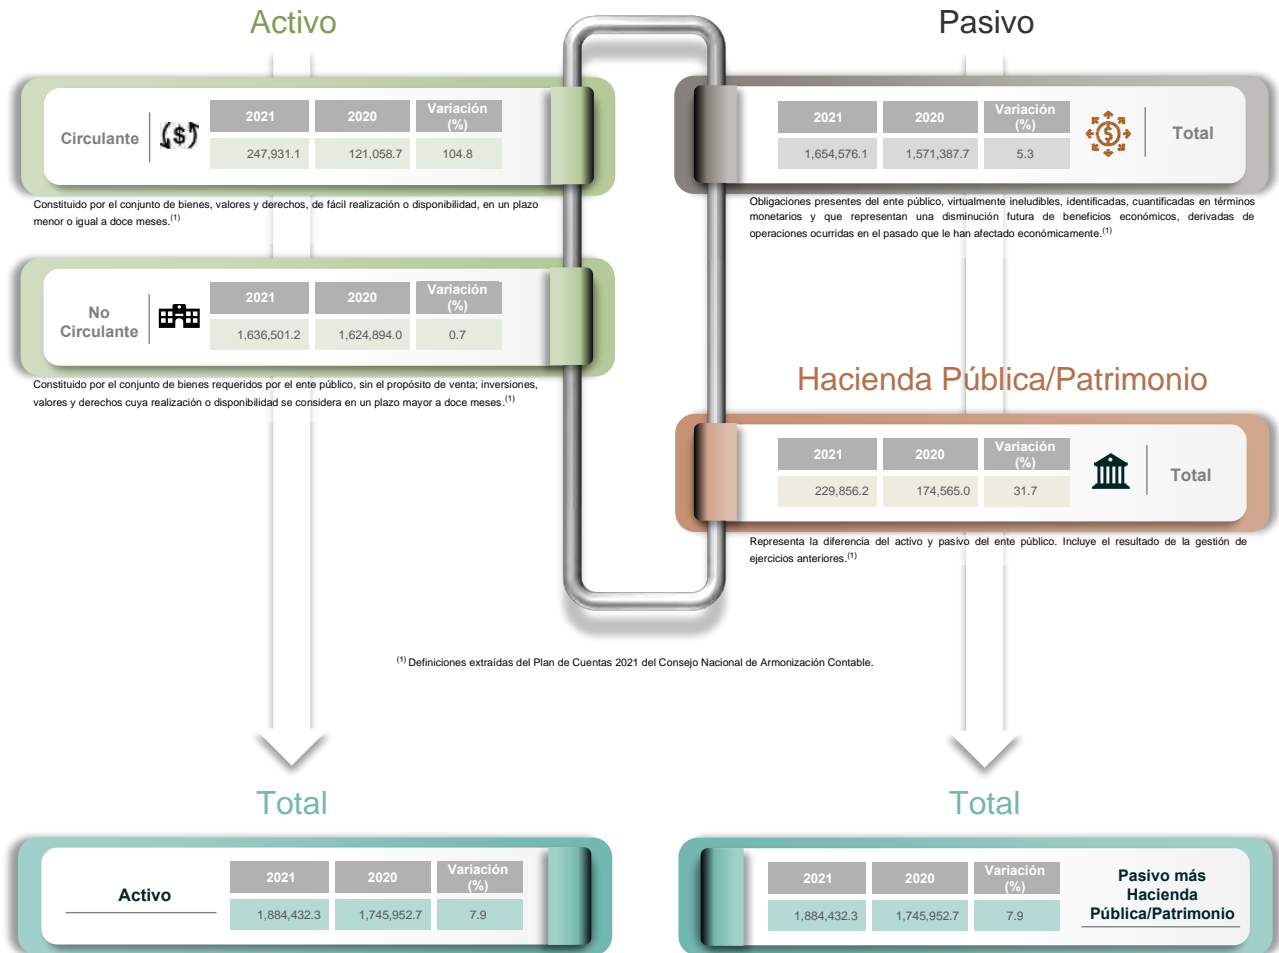 Activo
Circulante
($)
2021 2020 Variación (%)
247,931.1 121,058.7 104.8
Constituido por el conjunto de bienes, valores y derechos, de fácil realización o disponibilidad, en un plazo
menor o igual a doce meses.(1)
No
Circulante
2021 2020 Variación (%)
1,636,501.2 1,624,894.0 0.7
Constituido por el conjunto de bienes requeridos por el ente público, sin el propósito de venta; inversiones,
valores y derechos cuya realización o disponibilidad se considera en un plazo mayor a doce meses.(1)
Pasivo
2021 2020 Variación (%)
1,654,576.1 1,571,387.7 5.3
$
Total
Obligaciones presentes del ente público, virtualmente ineludibles, identificadas, cuantificadas en términos
monetarios y que representan una disminución futura de beneficios económicos, derivadas de
operaciones ocurridas en el pasado que le han afectado económicamente.(1)
Hacienda Pública/Patrimonio
2021 2020 Variación (%)
229,856.2 174,565.0 31.7
Total
Representa la diferencia del activo y pasivo del ente público. Incluye el resultado de la gestión de
ejercicios anteriores.(1)
(1) Definiciones extraídas del Plan de Cuentas 2021 del Consejo Nacional de Armonización Contable.
Total
Activo
2021 2020 Variación (%)
1,884,432.3 1,745,952.7 7.9
Total
2021 2020 Variación (%)
1,884,432.3 1,745,952.7 7.9
Pasivo más
Hacienda
Pública/Patrimonio